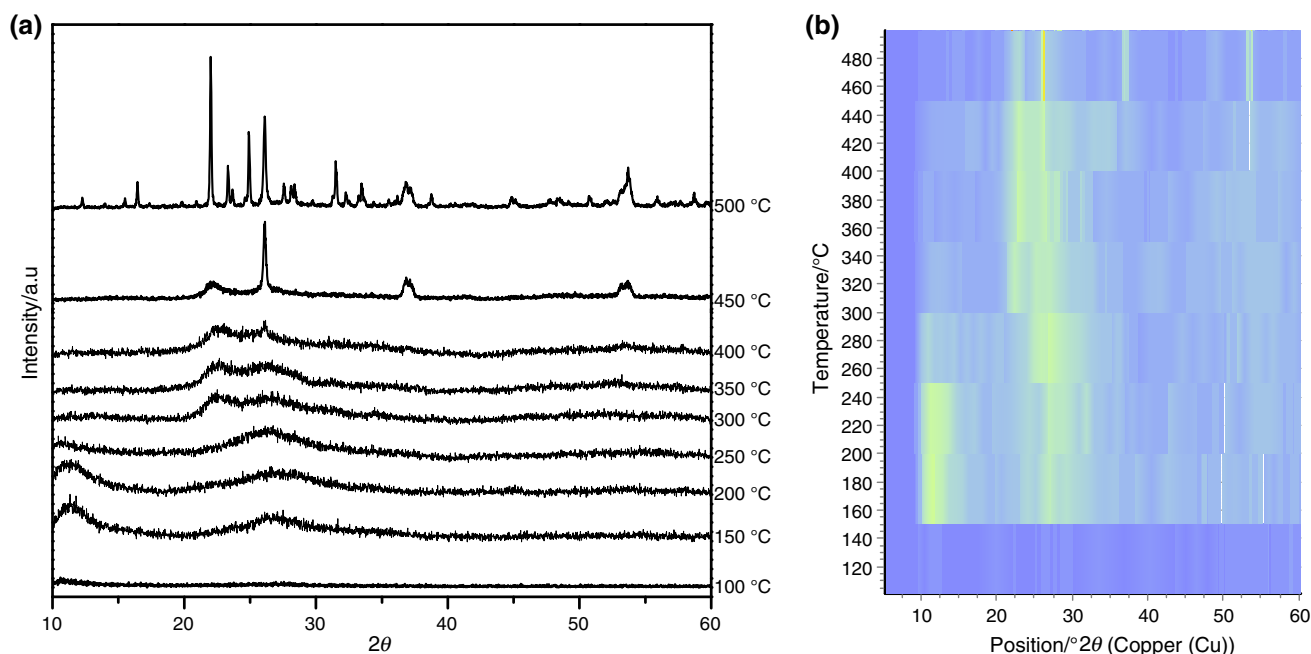 (a)
Intensity/a.u
500 °C
450 °C
400 °C
350 °C
300 °C
250 °C
200 °C
150 °C
100 °C
10 20 30 40 50 60
2θ
(b)
Temperature/°C
480
460
440
420
400
380
360
340
320
300
280
260
240
220
200
180
160
140
120
10 20 30 40 50 60
Position/°2θ (Copper (Cu))